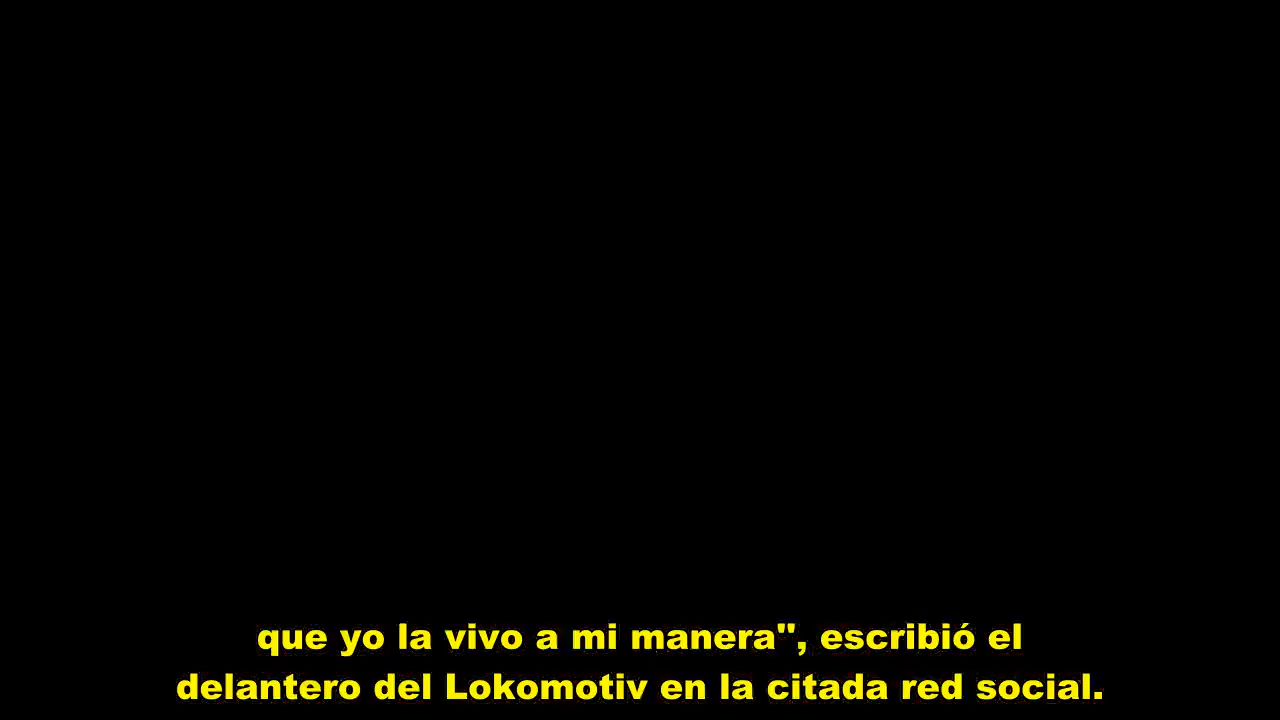 que yo la vivo a mi manera", escribió el
delantero del Lokomotiv en la citada red social.